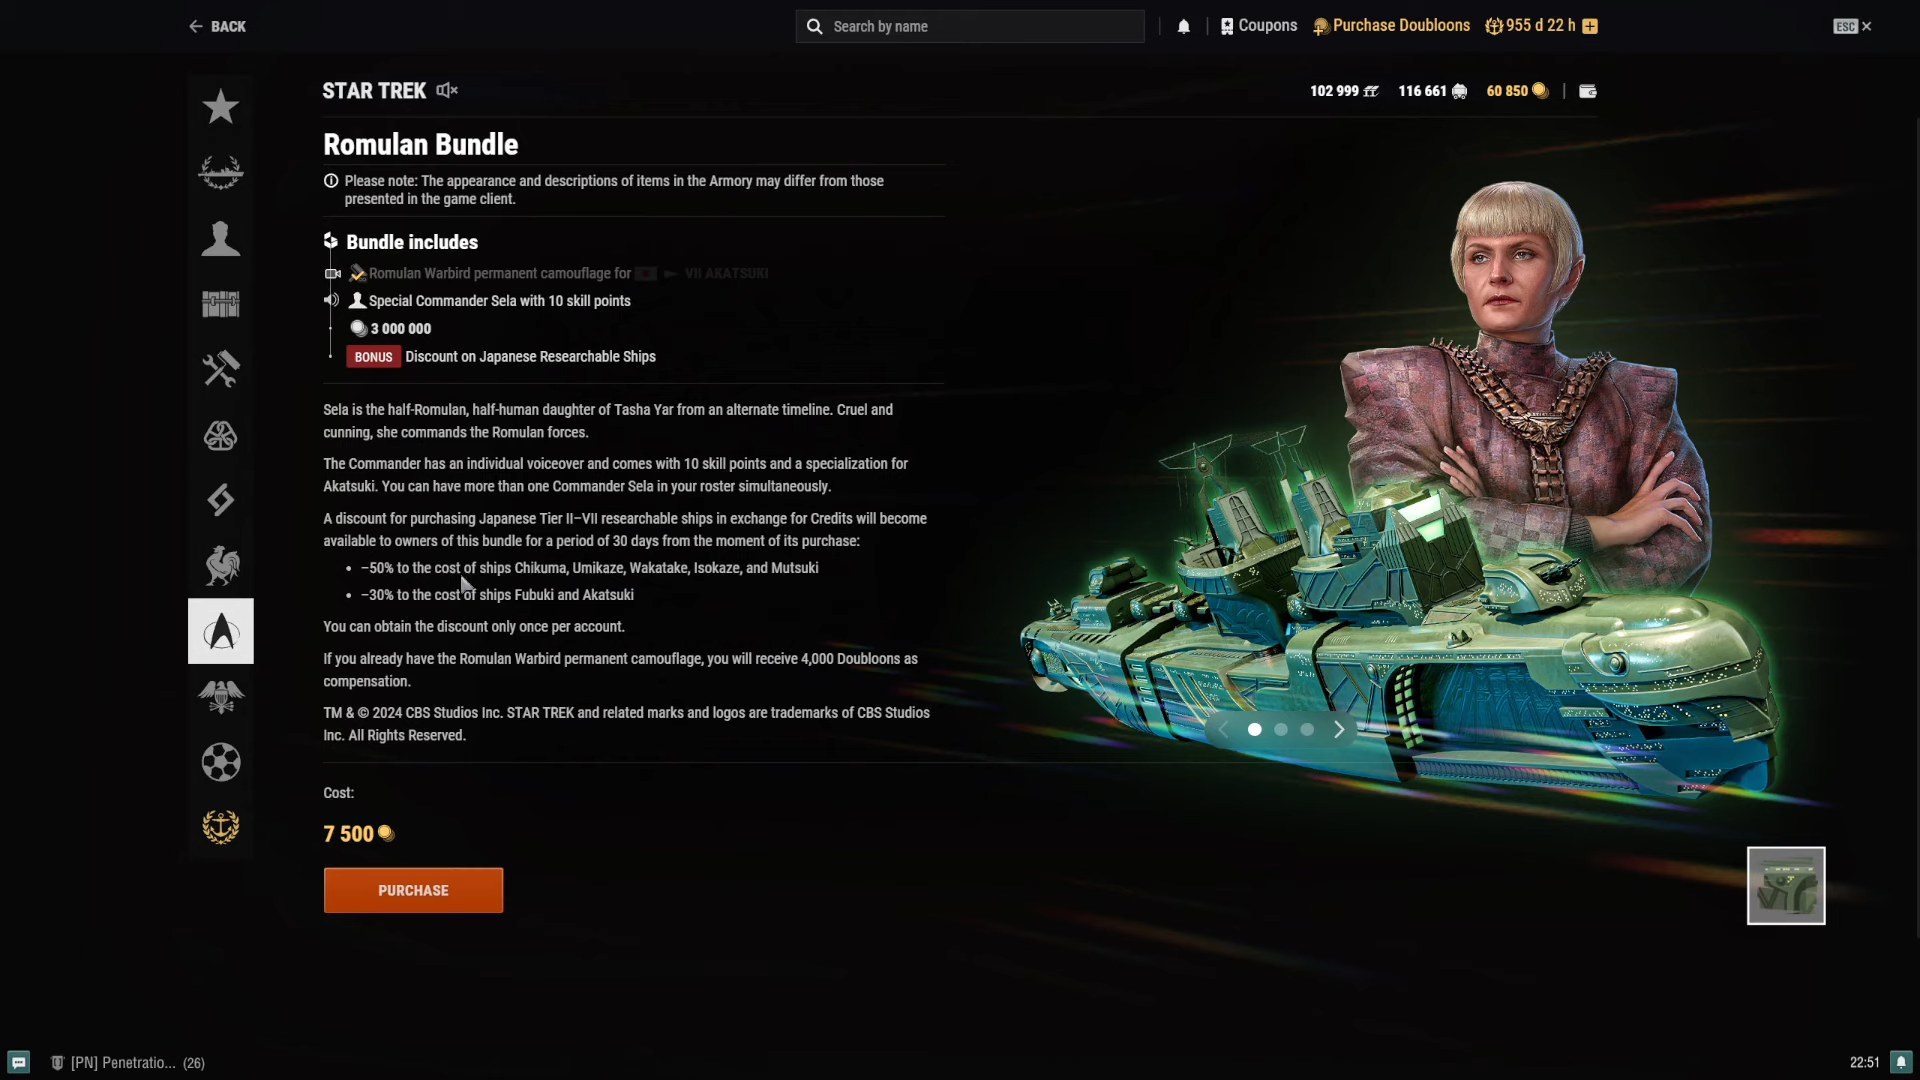 BACK
Search by name
Coupons
Purchase Doubloons
955 d 22 h
ESC
STAR TREK
102 999
116 661
60 850
Romulan Bundle
Please note: The appearance and descriptions of items in the Armory may differ from those
presented in the game client.
Bundle includes
Romulan Warbird permanent camouflage for VII AKATSUKI
Special Commander Sela with 10 skill points
3 000 000
BONUS Discount on Japanese Researchable Ships
Sela is the half-Romulan, half-human daughter of Tasha Yar from an alternate timeline. Cruel and
cunning, she commands the Romulan forces.
The Commander has an individual voiceover and comes with 10 skill points and a specialization for
Akatsuki. You can have more than one Commander Sela in your roster simultaneously.
A discount for purchasing Japanese Tier II–VII researchable ships in exchange for Credits will become
available to owners of this bundle for a period of 30 days from the moment of its purchase:
• −50% to the cost of ships Chikuma, Umikaze, Wakatake, Isokaze, and Mutsuki
• −30% to the cost of ships Fubuki and Akatsuki
You can obtain the discount only once per account.
If you already have the Romulan Warbird permanent camouflage, you will receive 4,000 Doubloons as
compensation.
TM & © 2024 CBS Studios Inc. STAR TREK and related marks and logos are trademarks of CBS Studios
Inc. All Rights Reserved.
Cost:
7 500
PURCHASE
[PN] Penetratio... (26)
22:51